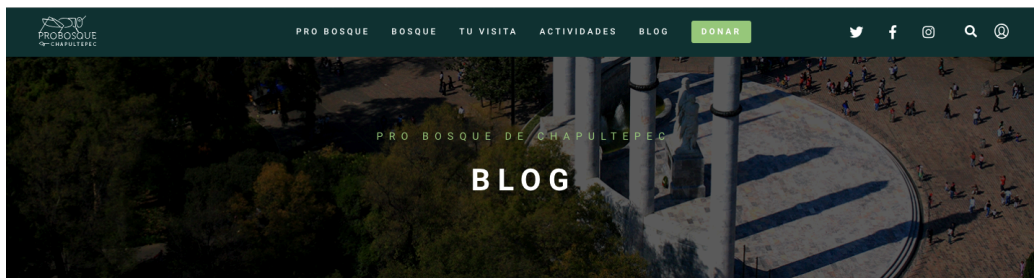 PROBOSQUE
CHAPULTEPEC
PRO BOSQUE BOSQUE TU VISITA ACTIVIDADES BLOG DONAR
PRO BOSQUE DE CHAPULTEPEC
BLOG